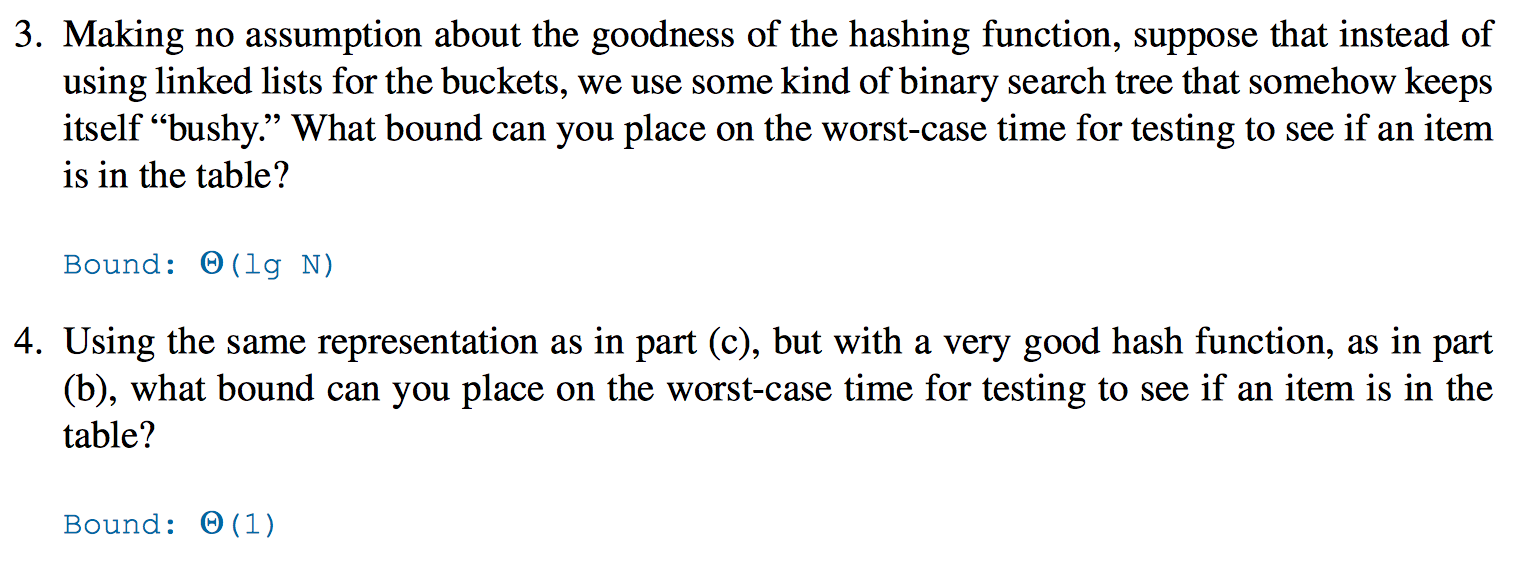 3. Making no assumption about the goodness of the hashing function, suppose that instead of
using linked lists for the buckets, we use some kind of binary search tree that somehow keeps
itself “bushy.” What bound can you place on the worst-case time for testing to see if an item
is in the table?
Bound: Θ(lg N)
4. Using the same representation as in part (c), but with a very good hash function, as in part
(b), what bound can you place on the worst-case time for testing to see if an item is in the
table?
Bound: Θ(1)